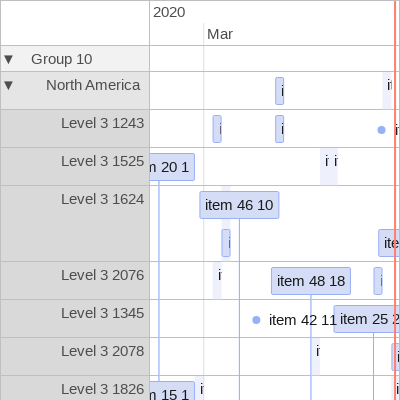 2020
Mar
▼ Group 10
▼ North America
Level 3 1243
Level 3 1525
20 1
Level 3 1624
item 46 10
Level 3 2076
item 48 18
Level 3 1345
item 42 11
item 25
Level 3 2078
Level 3 1826
15 1